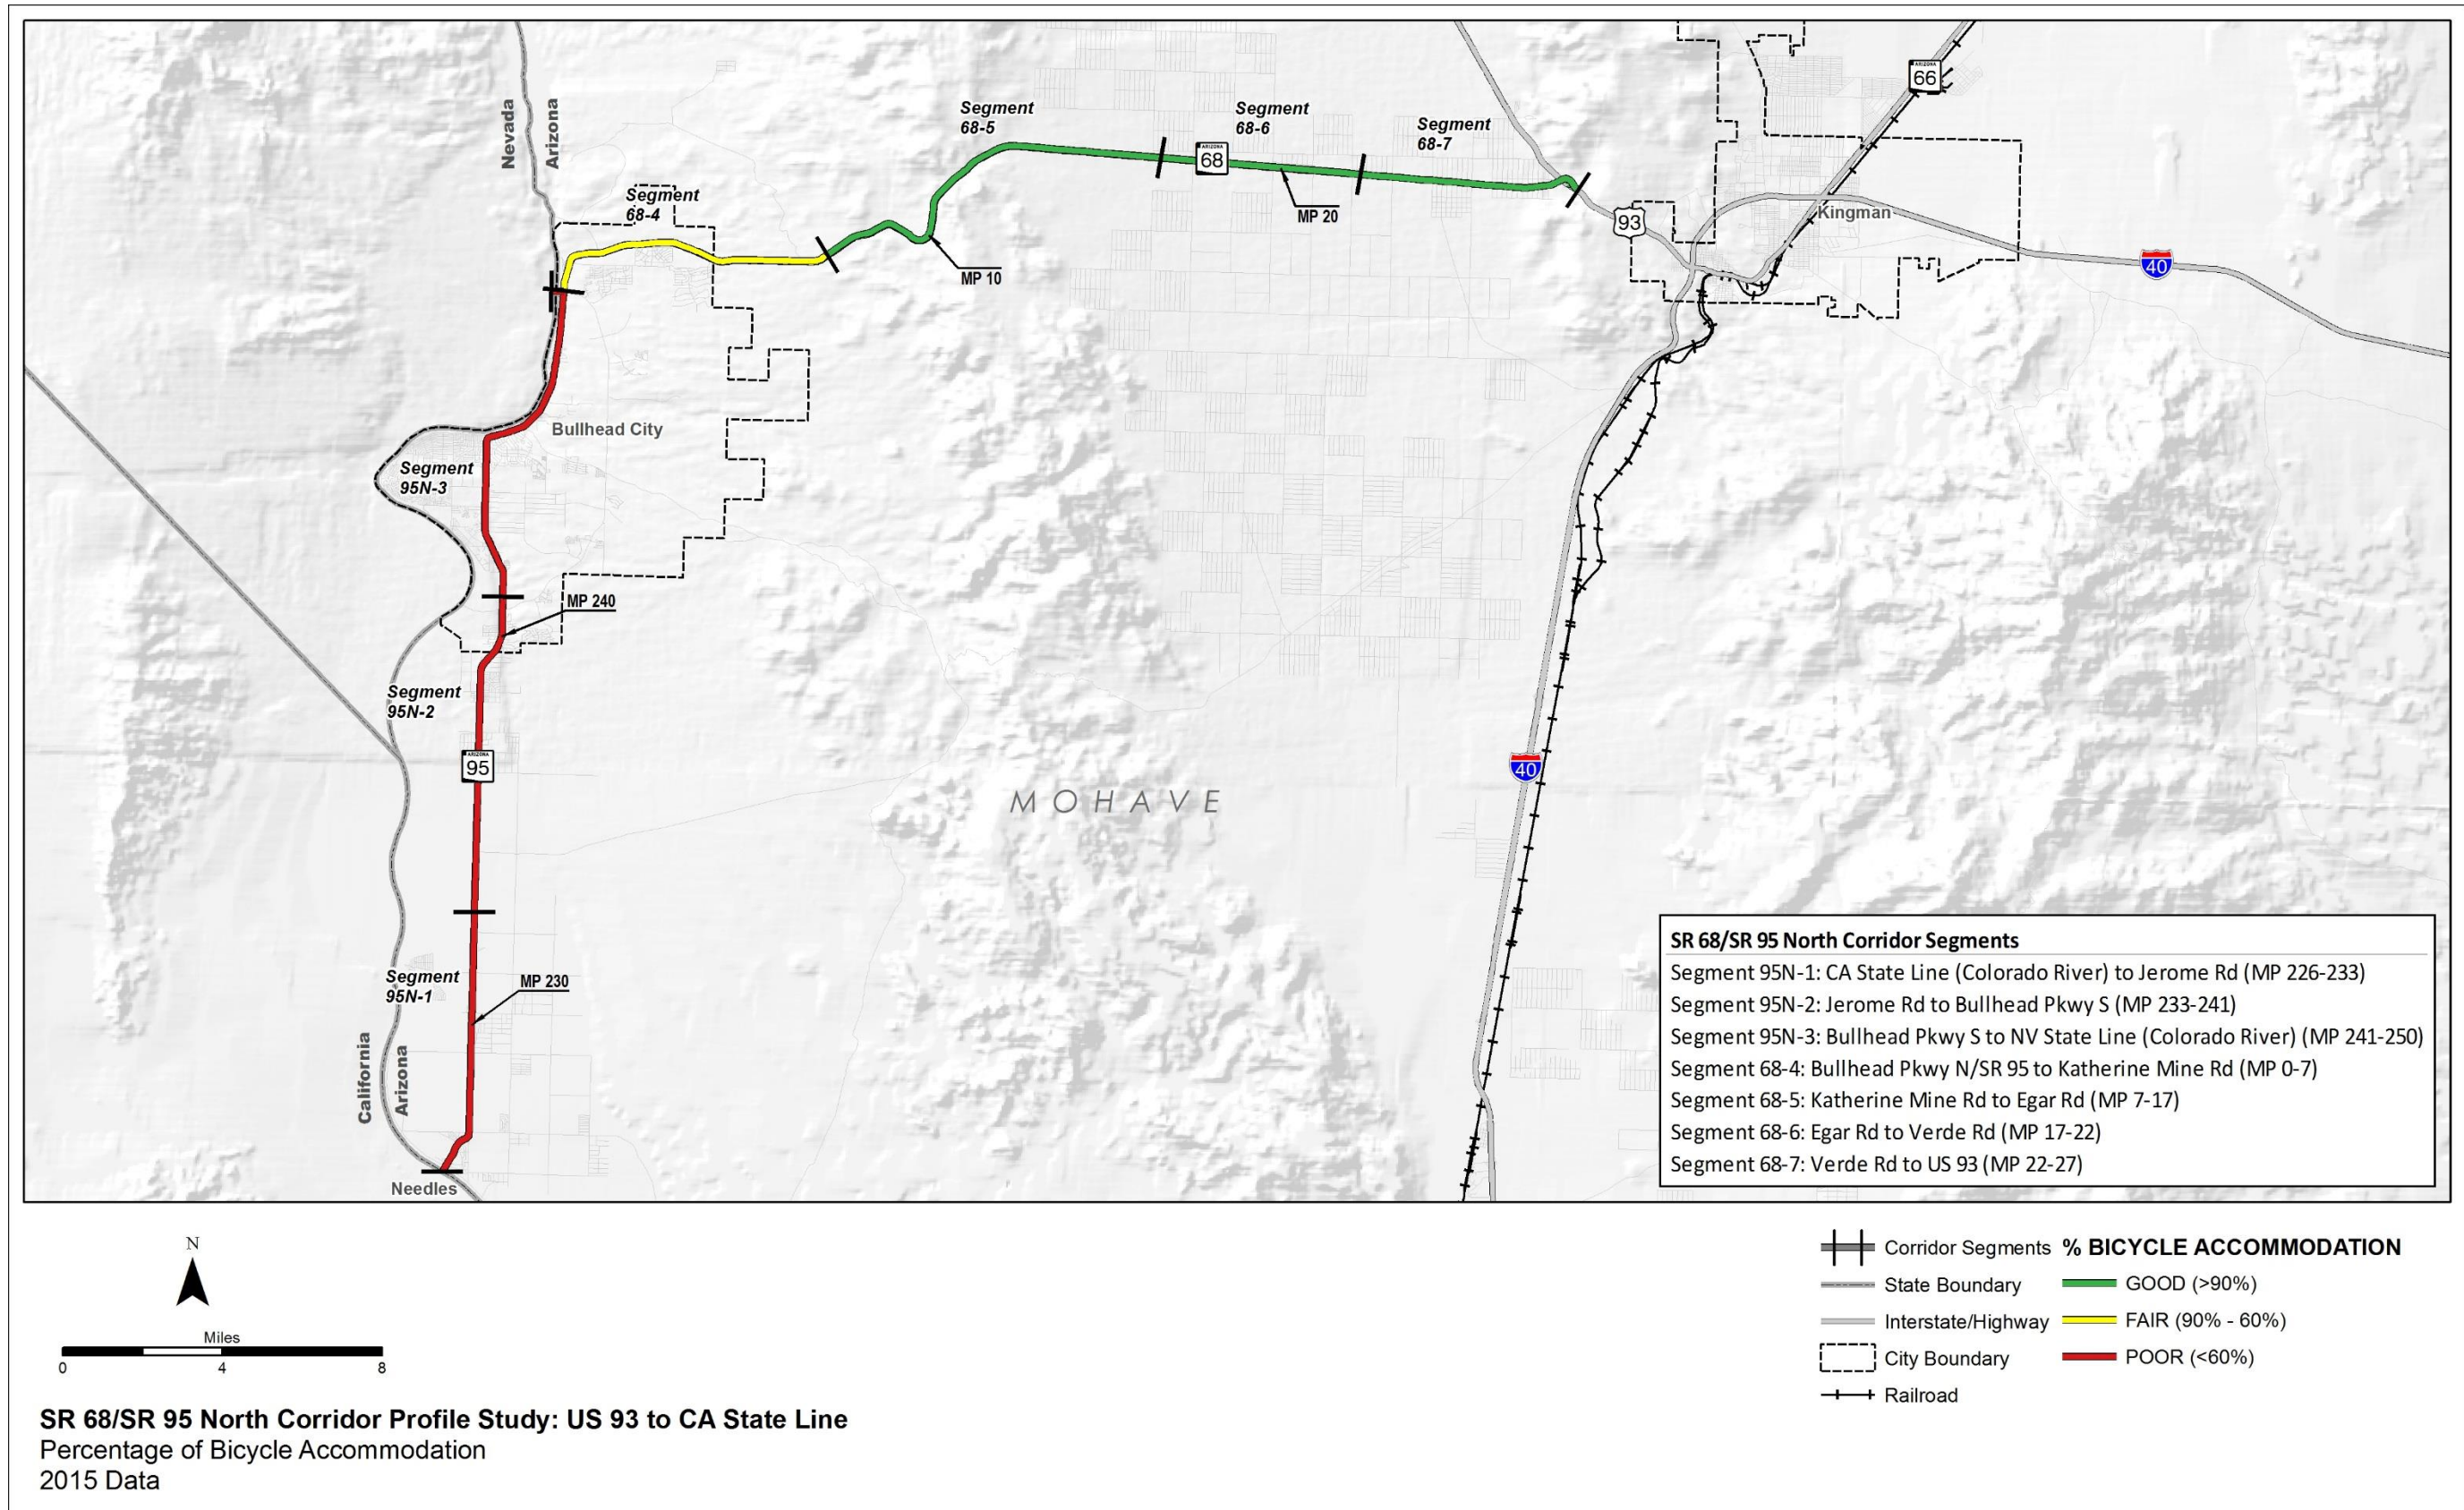 Nevada
Arizona
Segment
68-4
Segment
68-5
Segment
68-6
Segment
68-7
ARIZONA
68
MP 20
MP 10
93
ARIZONA
66
Kingman
40
Bullhead City
Segment
95N-3
MP 240
Segment
95N-2
ARIZONA
95
MOHAVE
40
Segment
95N-1
MP 230
California
Arizona
Needles
SR 68/SR 95 North Corridor Segments
Segment 95N-1: CA State Line (Colorado River) to Jerome Rd (MP 226-233)
Segment 95N-2: Jerome Rd to Bullhead Pkwy S (MP 233-241)
Segment 95N-3: Bullhead Pkwy S to NV State Line (Colorado River) (MP 241-250)
Segment 68-4: Bullhead Pkwy N/SR 95 to Katherine Mine Rd (MP 0-7)
Segment 68-5: Katherine Mine Rd to Egar Rd (MP 7-17)
Segment 68-6: Egar Rd to Verde Rd (MP 17-22)
Segment 68-7: Verde Rd to US 93 (MP 22-27)
N
Miles
0 4 8
Corridor Segments
State Boundary
Interstate/Highway
City Boundary
Railroad
% BICYCLE ACCOMMODATION
GOOD (>90%)
FAIR (90% - 60%)
POOR (<60%)
SR 68/SR 95 North Corridor Profile Study: US 93 to CA State Line
Percentage of Bicycle Accommodation
2015 Data